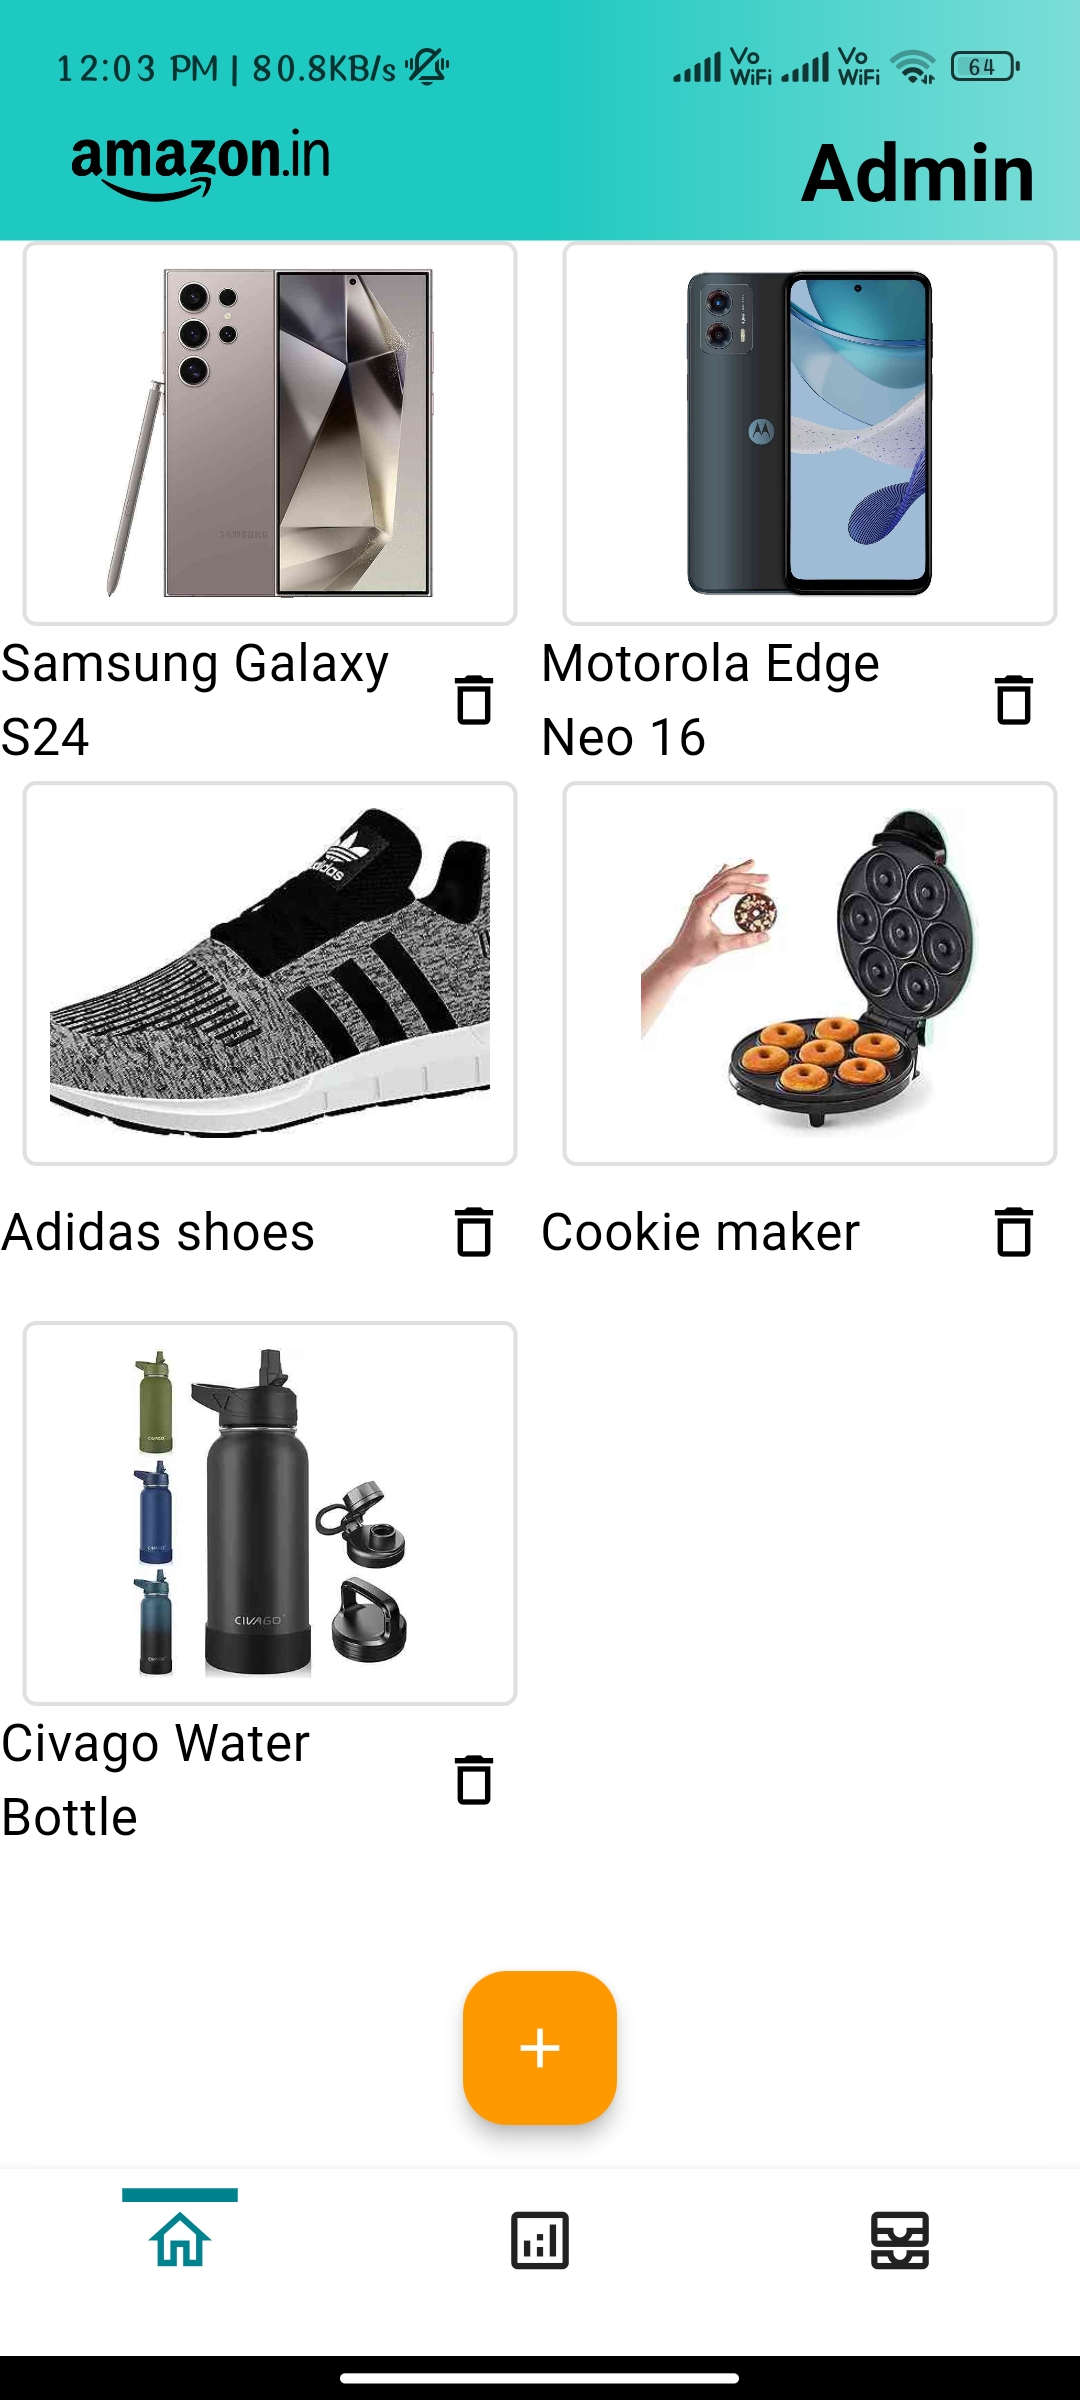 12:03 PM | 80.8KB/s
Vo WiFi
Vo WiFi
64
amazon.in
Admin
SAMSUNG
Samsung Galaxy
S24
Motorola Edge
Neo 16
adidas
Adidas shoes
Cookie maker
CIVAGO
Civago Water
Bottle